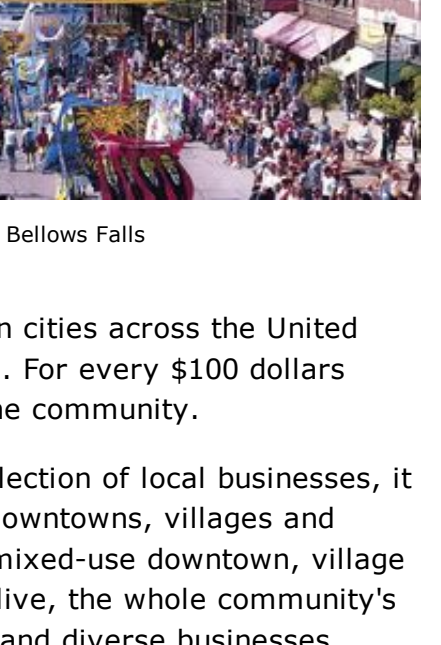 Bellows Falls
n cities across the United
. For every $100 dollars
he community.
lection of local businesses, it
owntowns, villages and
mixed-use downtown, village
live, the whole community's
and diverse businesses